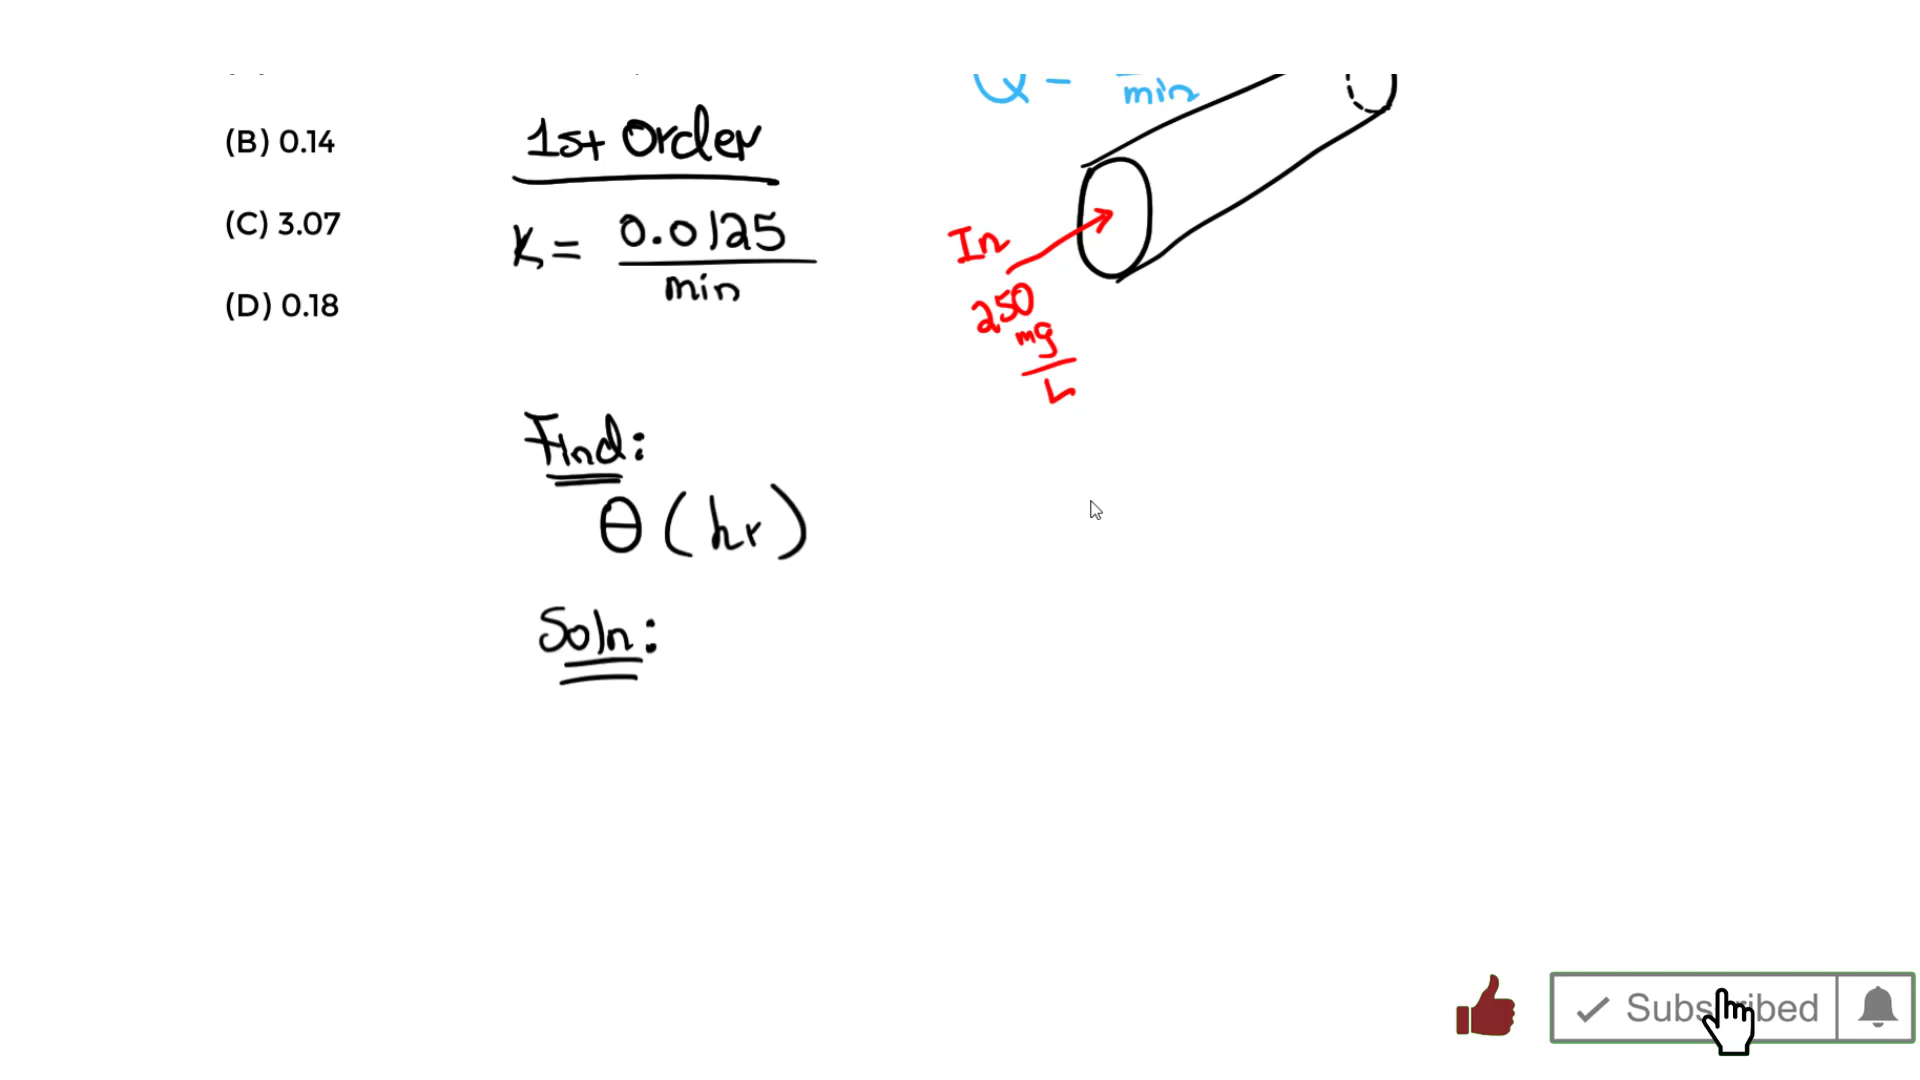 Q =
min
(B) 0.14
1st Order
(C) 3.07
K = 0.0125
min
(D) 0.18
In
250
mg
L
Find:
θ (hr)
Soln:
Subscribed